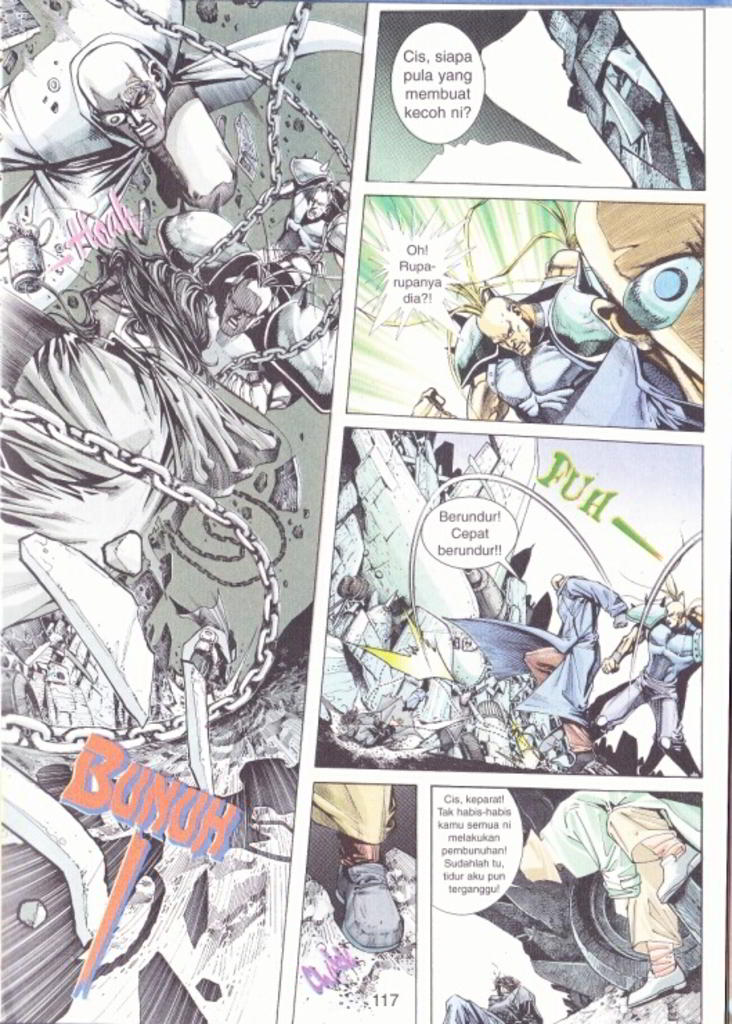 Cis, siapa
pula yang
membuat
kecoh ni?
Oh!
Rupa-
rupanya
dia?!
FUH
Berundur!
Cepat
berundur!!
BUNUH
Cis, keparat!
Tak habis-habis
kamu semua ni
melakukan
pembunuhan!
Sudahlah tu,
tidur aku pun
terganggu!
117